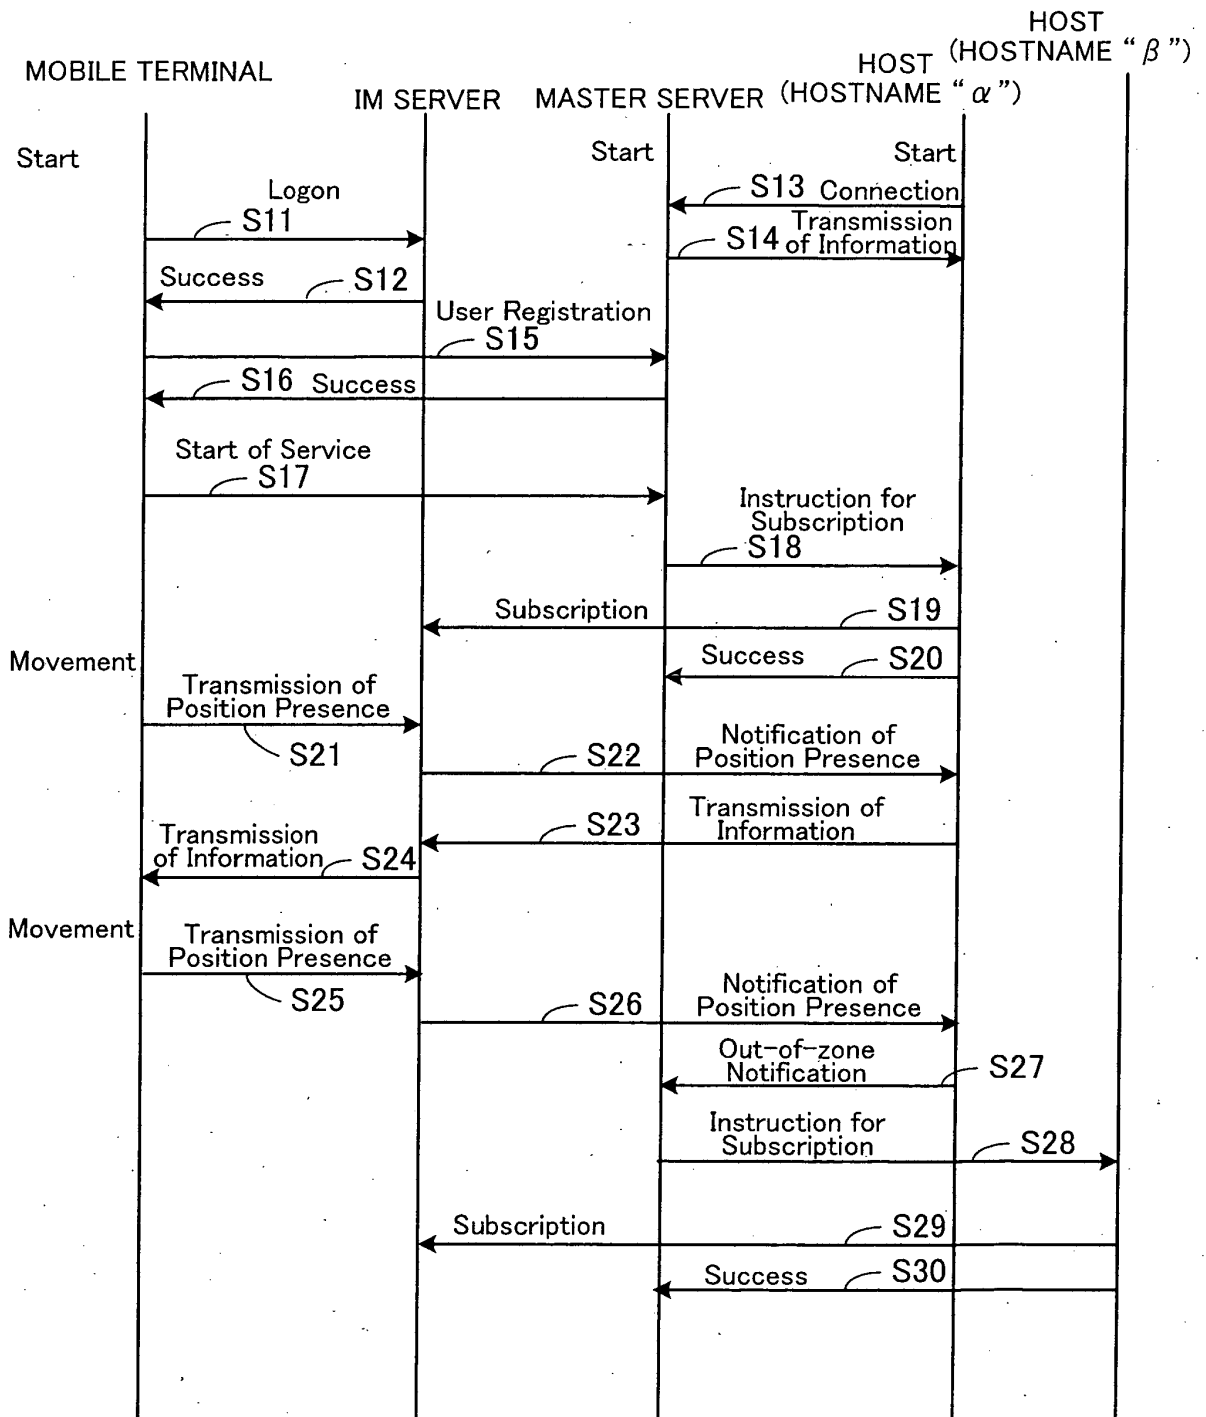 HOST
(HOSTNAME “ β ”)
HOST
(HOSTNAME “ α ”)
MOBILE TERMINAL
IM SERVER
MASTER SERVER
Start
Start
Start
S13 Connection
Logon
S11
Transmission
S14 of Information
Success S12
User Registration
S15
S16 Success
Start of Service
S17
Instruction for
Subscription
S18
Subscription S19
Movement
Success S20
Transmission of
Position Presence
S21
Notification of
S22 Position Presence
Transmission of
S23 Information
Transmission
of Information S24
Movement
Transmission of
Position Presence
S25
Notification of
S26 Position Presence
Out-of-zone
Notification S27
Instruction for
Subscription S28
Subscription S29
Success S30